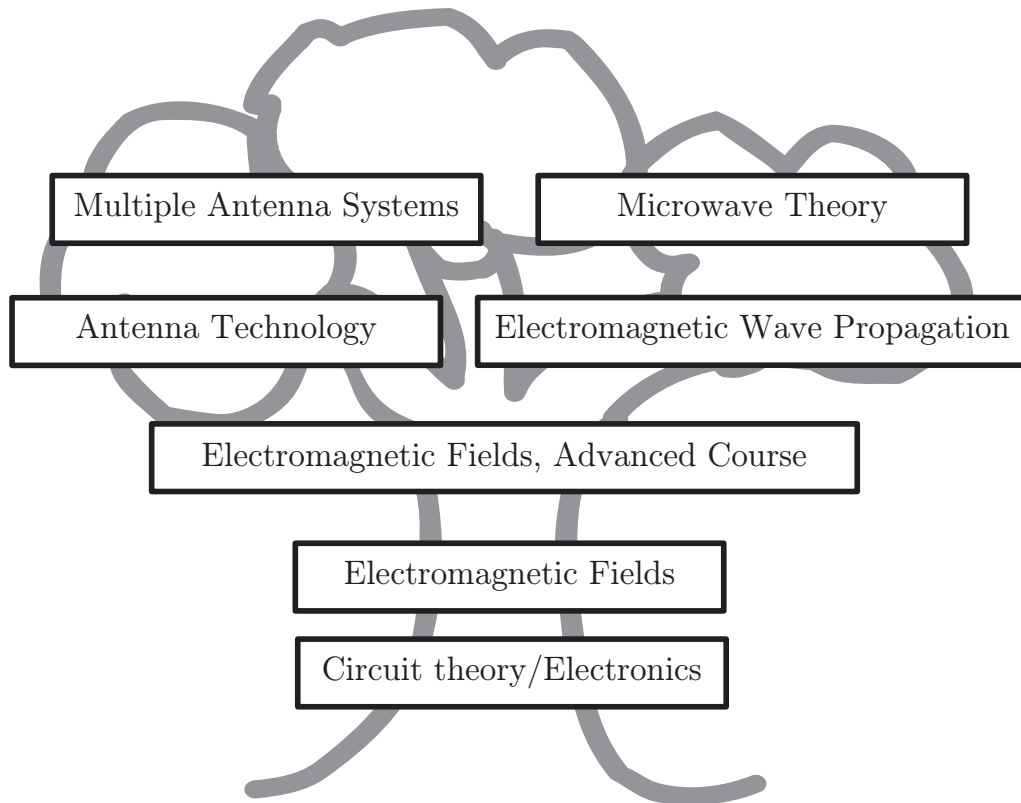 Multiple Antenna Systems
Microwave Theory
Antenna Technology
Electromagnetic Wave Propagation
Electromagnetic Fields, Advanced Course
Electromagnetic Fields
Circuit theory/Electronics